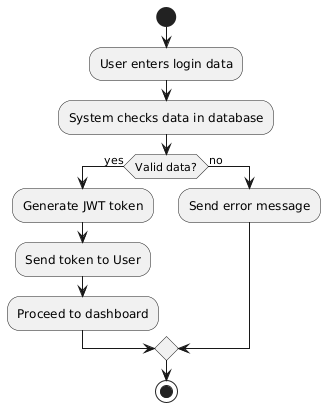 User enters login data
System checks data in database
Valid data?
yes
no
Generate JWT token
Send error message
Send token to User
Proceed to dashboard